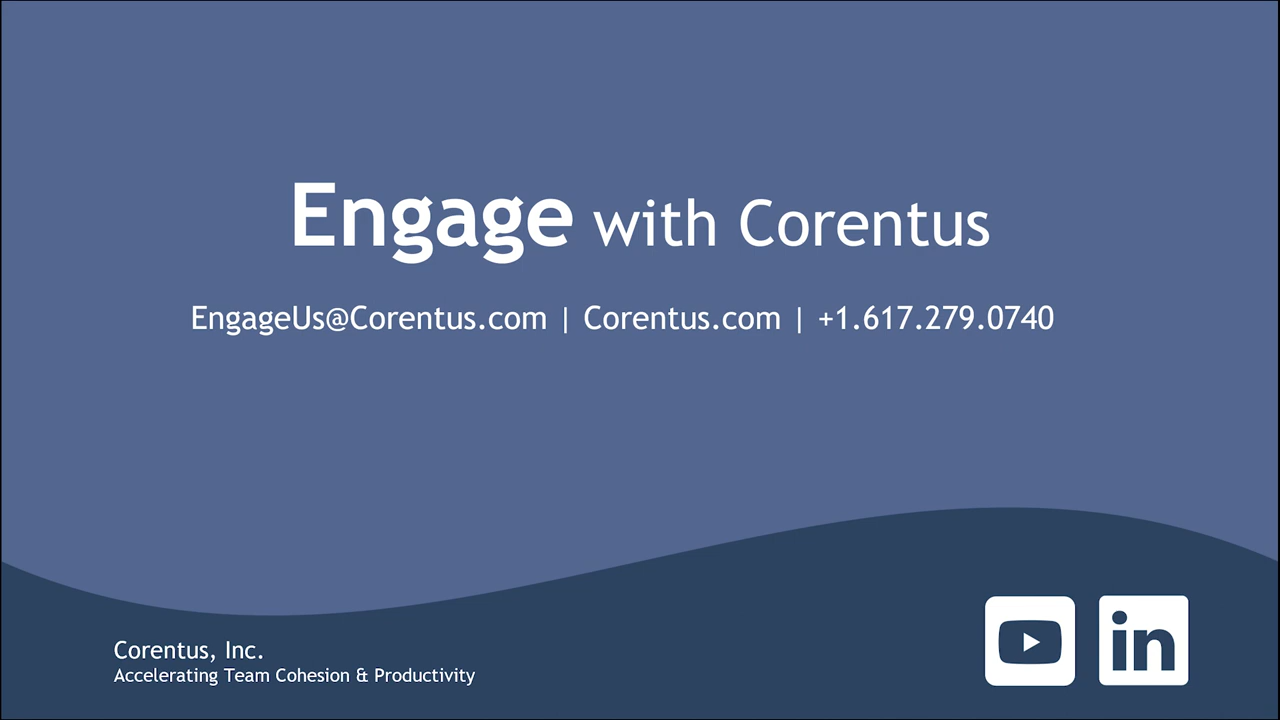 Engage with Corentus
EngageUs@Corentus.com | Corentus.com | +1.617.279.0740
Corentus, Inc.
Accelerating Team Cohesion & Productivity
in